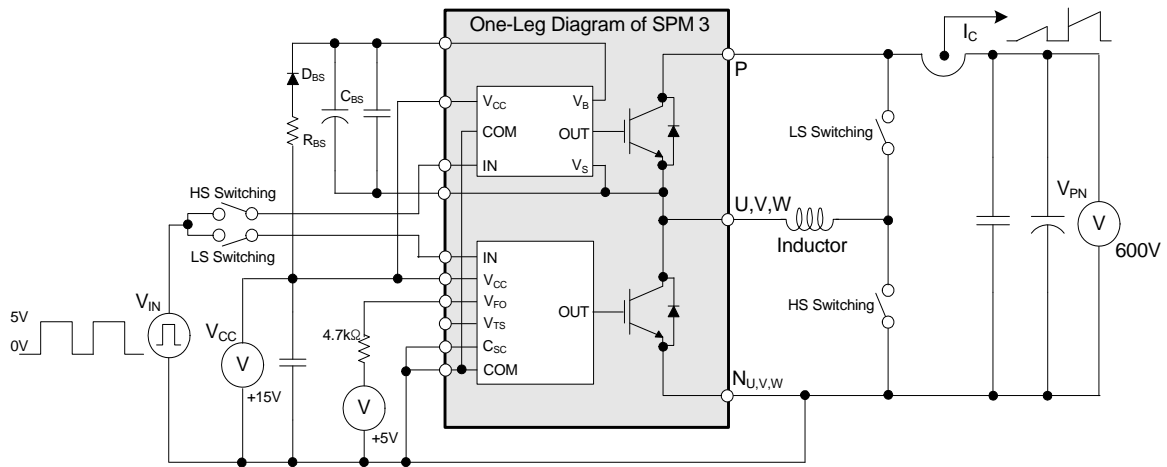 One-Leg Diagram of SPM 3
I_C
P
D_BS
C_BS
R_BS
V_CC
V_B
COM
OUT
IN
V_S
LS Switching
HS Switching
LS Switching
U,V,W
Inductor
V_PN
V
600V
IN
V_CC
V_FO
V_TS
C_SC
COM
OUT
HS Switching
V_IN
5V
0V
V_CC
V
+15V
4.7kΩ
V
+5V
N_U,V,W